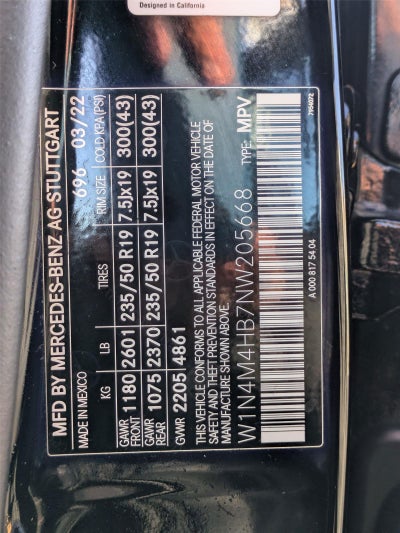 Designed in California
MFD BY MERCEDES-BENZ AG-STUTTGART
MADE IN MEXICO 696 03/22
KG LB TIRES RIM SIZE COLD KPA(PSI)
GAWR FRONT 1180 2601 235/50 R19 7.5Jx19 300(43)
GAWR REAR 1075 2370 235/50 R19 7.5Jx19 300(43)
GVWR 2205 4861
THIS VEHICLE CONFORMS TO ALL APPLICABLE FEDERAL MOTOR VEHICLE
SAFETY AND THEFT PREVENTION STANDARDS IN EFFECT ON THE DATE OF
MANUFACTURE SHOWN ABOVE.
W1N4M4HB7NW205668 TYPE: MPV
A 000 817 54 04